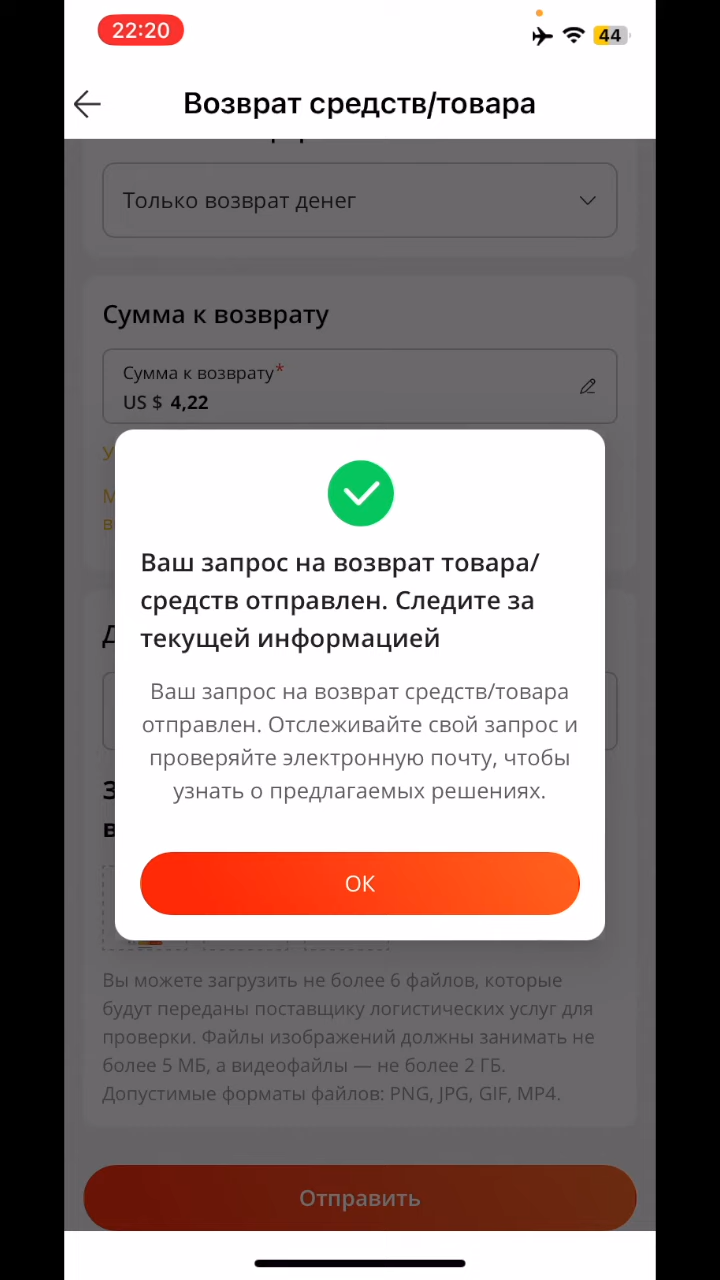 22:20
44
Возврат средств/товара
Только возврат денег
Сумма к возврату
Сумма к возврату*
US $ 4,22
Ваш запрос на возврат товара/
средств отправлен. Следите за
текущей информацией
Ваш запрос на возврат средств/товара
отправлен. Отслеживайте свой запрос и
проверяйте электронную почту, чтобы
узнать о предлагаемых решениях.
ОК
Вы можете загрузить не более 6 файлов, которые
будут переданы поставщику логистических услуг для
проверки. Файлы изображений должны занимать не
более 5 МБ, а видеофайлы — не более 2 ГБ.
Допустимые форматы файлов: PNG, JPG, GIF, MP4.
Отправить